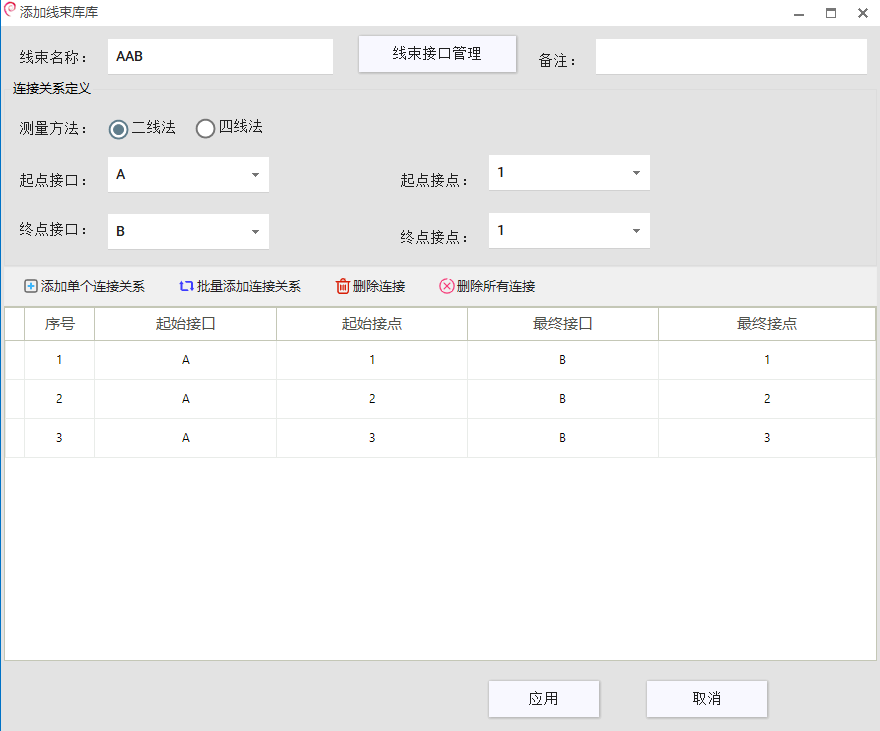 添加线束库库
线束名称： AAB 线束接口管理 备注：
连接关系定义
测量方法： 二线法 四线法
起点接口： A 起点接点： 1
终点接口： B 终点接点： 1
添加单个连接关系 批量添加连接关系 删除连接 删除所有连接
序号 起始接口 起始接点 最终接口 最终接点
1 A 1 B 1
2 A 2 B 2
3 A 3 B 3
应用 取消